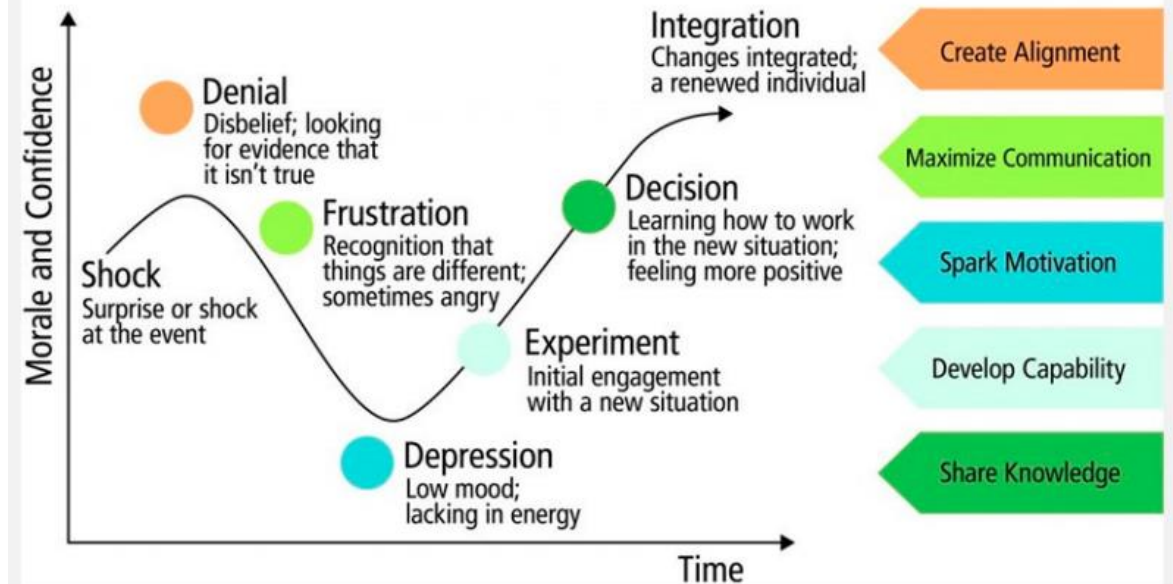 Morale and Confidence
Denial
Disbelief; looking
for evidence that
it isn't true
Shock
Surprise or shock
at the event
Frustration
Recognition that
things are different;
sometimes angry
Depression
Low mood;
lacking in energy
Experiment
Initial engagement
with a new situation
Decision
Learning how to work
in the new situation;
feeling more positive
Integration
Changes integrated;
a renewed individual
Time
Create Alignment
Maximize Communication
Spark Motivation
Develop Capability
Share Knowledge